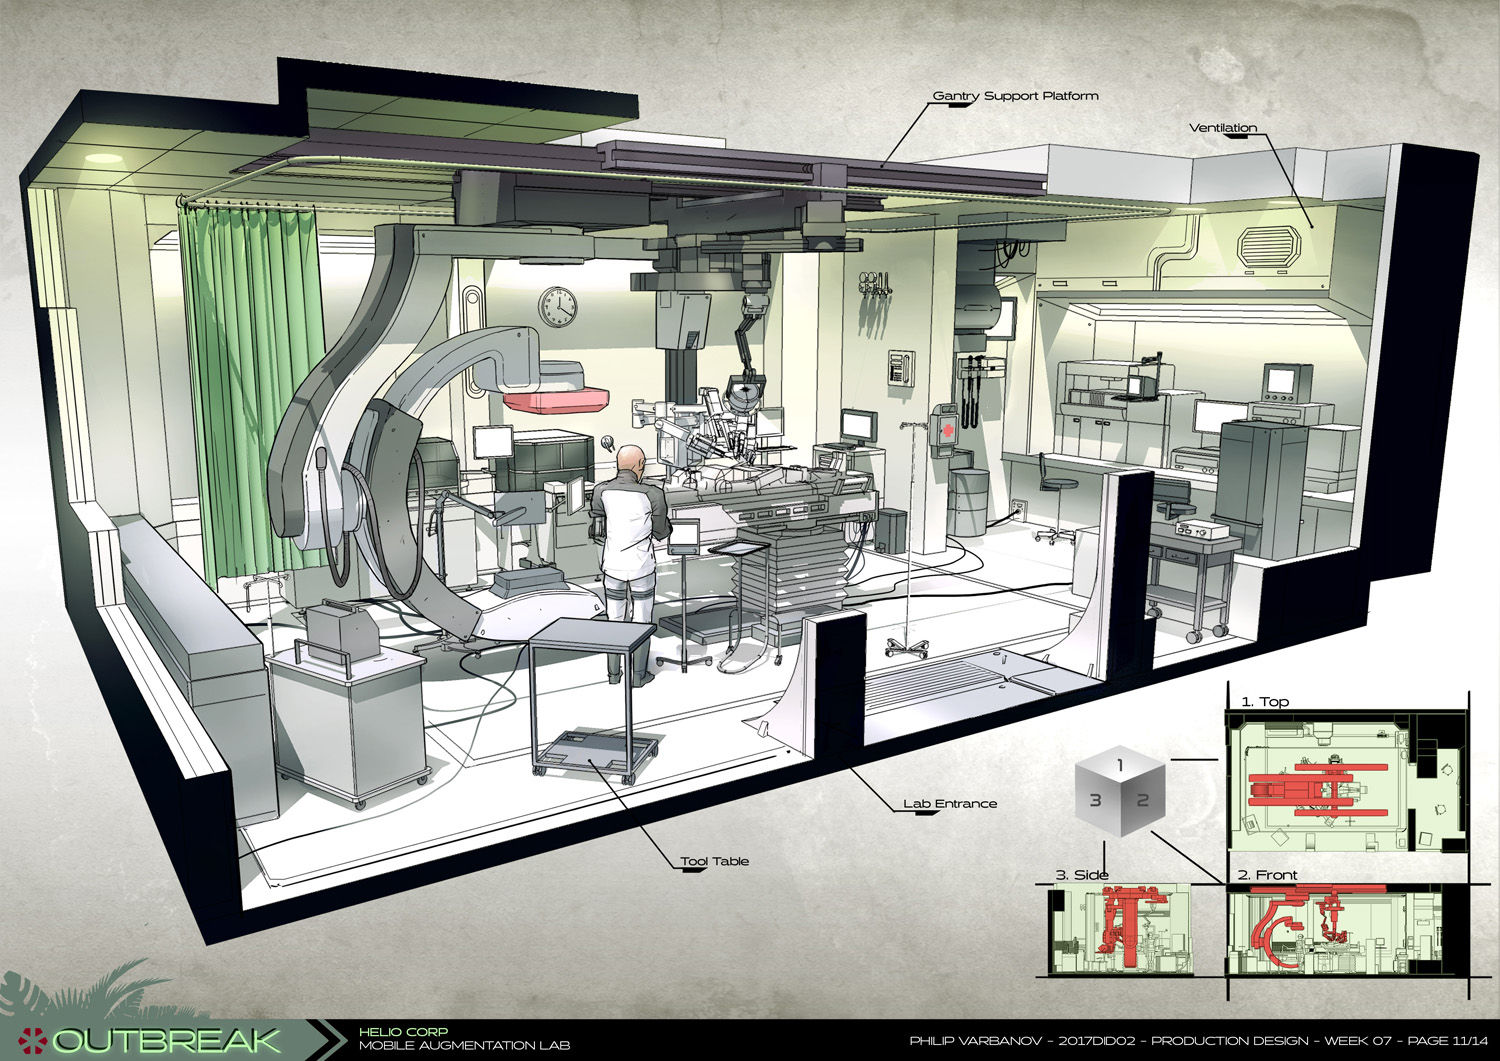 Gantry Support Platform
Ventilation
Lab Entrance
Tool Table
1. Top
1
3 2
3. Side
2. Front
OUTBREAK
HELIO CORP
MOBILE AUGMENTATION LAB
PHILIP VARBANOV - 2017DID02 - PRODUCTION DESIGN - WEEK 07 - PAGE 11/14